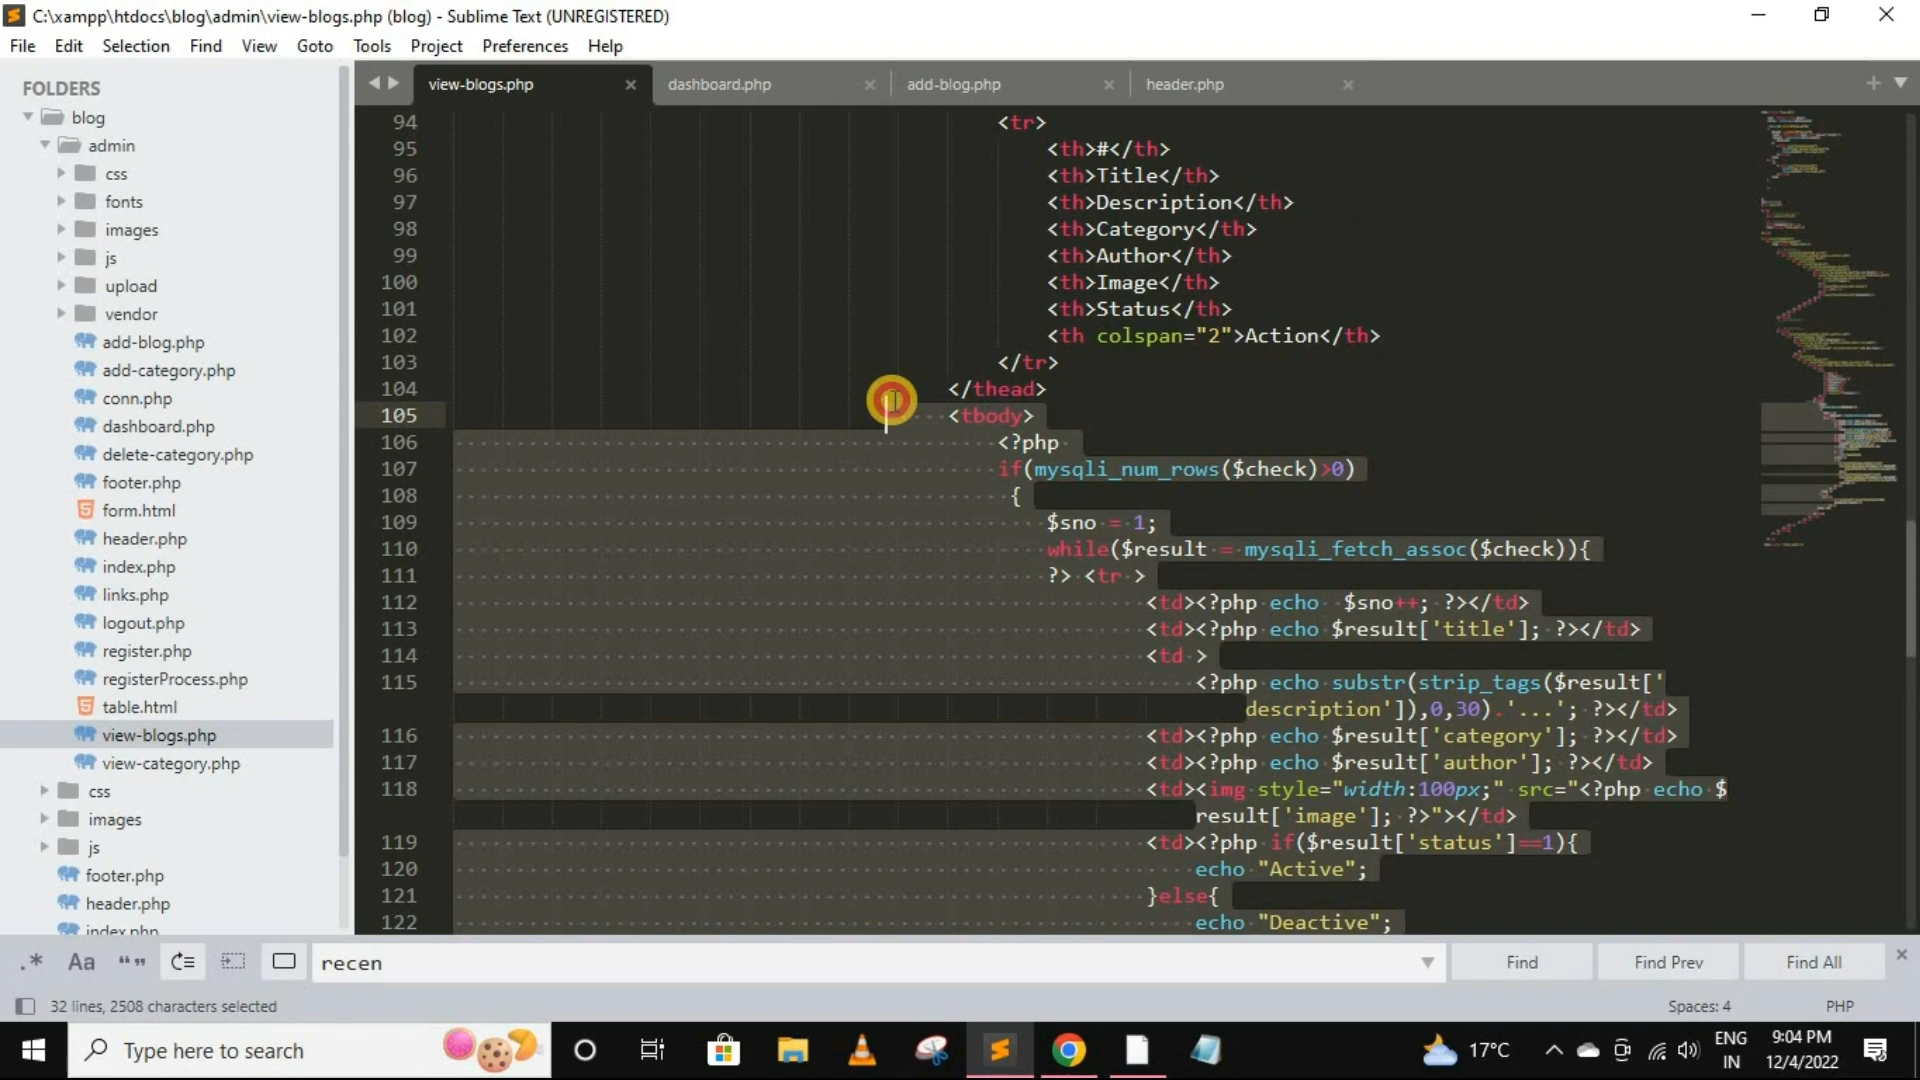 C:\xampp\htdocs\blog\admin\view-blogs.php (blog) - Sublime Text (UNREGISTERED)
File Edit Selection Find View Goto Tools Project Preferences Help
FOLDERS
blog
admin
css
fonts
images
js
upload
vendor
add-blog.php
add-category.php
conn.php
dashboard.php
delete-category.php
footer.php
form.html
header.php
index.php
links.php
logout.php
register.php
registerProcess.php
table.html
view-blogs.php
view-category.php
css
images
js
footer.php
header.php
index.php
view-blogs.php dashboard.php add-blog.php header.php
94 <tr>
95 <th>#</th>
96 <th>Title</th>
97 <th>Description</th>
98 <th>Category</th>
99 <th>Author</th>
100 <th>Image</th>
101 <th>Status</th>
102 <th colspan="2">Action</th>
103 </tr>
104 </thead>
105 <tbody>
106 <?php
107 if(mysqli_num_rows($check)>0)
108 {
109 $sno = 1;
110 while($result = mysqli_fetch_assoc($check)){
111 ?> <tr >
112 <td><?php echo  $sno++; ?></td>
113 <td><?php echo $result['title']; ?></td>
114 <td >
115 <?php echo substr(strip_tags($result['
description']),0,30).'...'; ?></td>
116 <td><?php echo $result['category']; ?></td>
117 <td><?php echo $result['author']; ?></td>
118 <td><img style="width:100px;" src="<?php echo $
result['image']; ?>"></td>
119 <td><?php if($result['status']==1){
120 echo "Active";
121 }else{
122 echo "Deactive";
.* Aa “” recen Find Find Prev Find All
32 lines, 2508 characters selected Spaces: 4 PHP
Type here to search 17°C ENG 9:04 PM
IN 12/4/2022